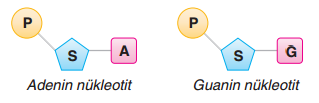 P P
S A S Ḡ
Adenin nükleotit Guanin nükleotit